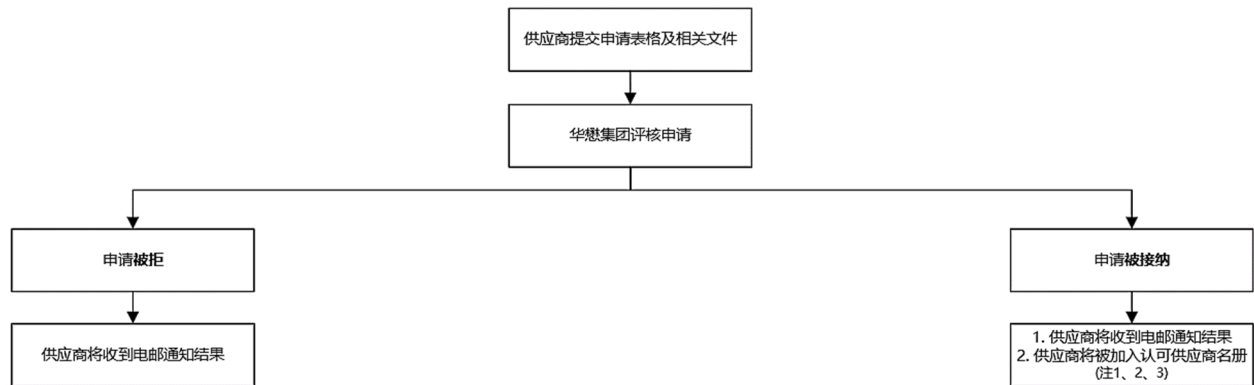 供应商提交申请表格及相关文件
华懋集团评核申请
申请被拒
申请被接纳
供应商将收到电邮通知结果
1. 供应商将收到电邮通知结果
2. 供应商将被加入认可供应商名册
(注1、2、3)